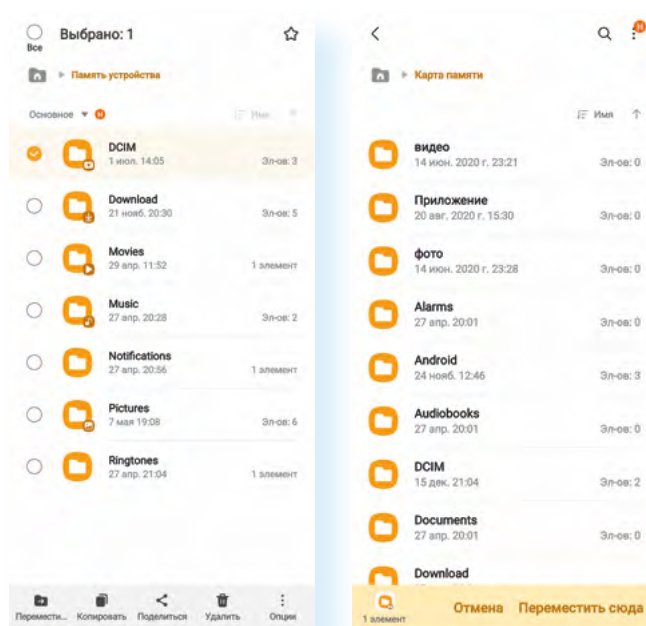 Все
Выбрано: 1
Память устройства
Основное
Н
Имя
DCIM
1 июл. 14:05
Эл-ов: 3
Download
21 нояб. 20:30
Эл-ов: 5
Movies
29 апр. 11:52
1 элемент
Music
27 апр. 20:28
Эл-ов: 2
Notifications
27 апр. 20:56
1 элемент
Pictures
7 мая 19:08
Эл-ов: 6
Ringtones
27 апр. 21:04
1 элемент
Перемести...
Копировать
Поделиться
Удалить
Опции
Н
Карта памяти
Имя
видео
14 июн. 2020 г. 23:21
Эл-ов: 0
Приложение
20 авг. 2020 г. 15:30
Эл-ов: 0
фото
14 июн. 2020 г. 23:28
Эл-ов: 0
Alarms
27 апр. 20:01
Эл-ов: 0
Android
24 нояб. 12:46
Эл-ов: 3
Audiobooks
27 апр. 20:01
Эл-ов: 0
DCIM
15 дек. 21:04
Эл-ов: 2
Documents
27 апр. 20:01
Эл-ов: 0
Download
1 элемент
Отмена
Переместить сюда